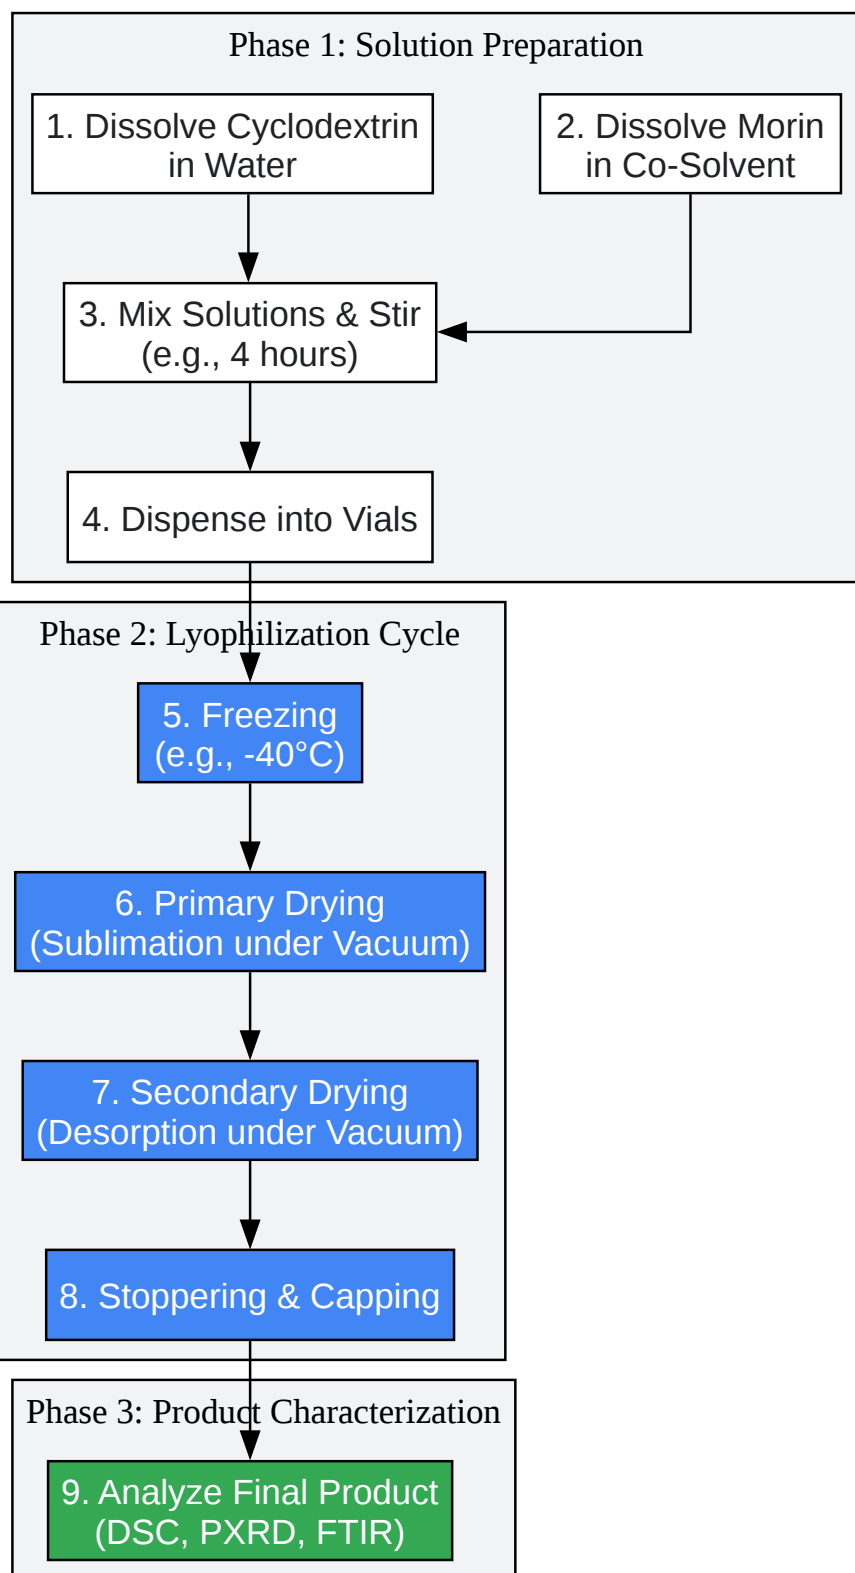 Phase 1: Solution Preparation
1. Dissolve Cyclodextrin
in Water
2. Dissolve Morin
in Co-Solvent
3. Mix Solutions & Stir
(e.g., 4 hours)
4. Dispense into Vials
Phase 2: Lyophilization Cycle
5. Freezing
(e.g., -40°C)
6. Primary Drying
(Sublimation under Vacuum)
7. Secondary Drying
(Desorption under Vacuum)
8. Stoppering & Capping
Phase 3: Product Characterization
9. Analyze Final Product
(DSC, PXRD, FTIR)